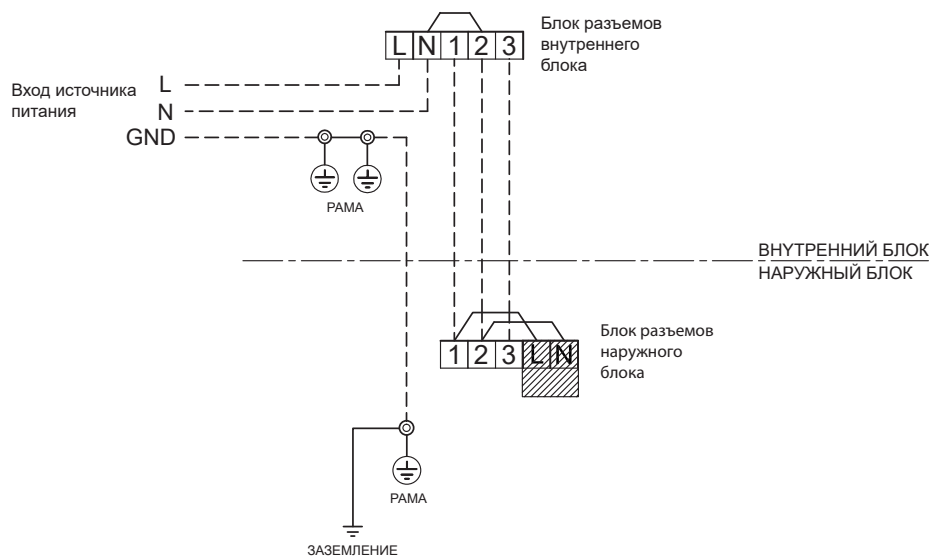 Блок разъемов
внутреннего
блока
L N 1 2 3
Вход источника
питания
L
N
GND
РАМА
ВНУТРЕННИЙ БЛОК
НАРУЖНЫЙ БЛОК
Блок разъемов
наружного
блока
1 2 3 L N
РАМА
ЗАЗЕМЛЕНИЕ